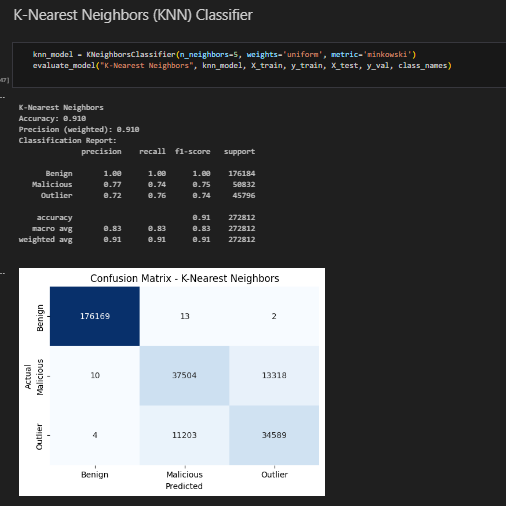 K-Nearest Neighbors (KNN) Classifier
knn_model = KNeighborsClassifier(n_neighbors=5, weights='uniform', metric='minkowski')
evaluate_model("K-Nearest Neighbors", knn_model, X_train, y_train, X_test, y_val, class_names)
47]
K-Nearest Neighbors
Accuracy: 0.910
Precision (weighted): 0.910
Classification Report:
precision recall f1-score support
Benign 1.00 1.00 1.00 176184
Malicious 0.77 0.74 0.75 50832
Outlier 0.72 0.76 0.74 45796
accuracy 0.91 272812
macro avg 0.83 0.83 0.83 272812
weighted avg 0.91 0.91 0.91 272812
Confusion Matrix - K-Nearest Neighbors
Benign 176169 13 2
Actual
Malicious 10 37504 13318
Outlier 4 11203 34589
Benign Malicious Outlier
Predicted